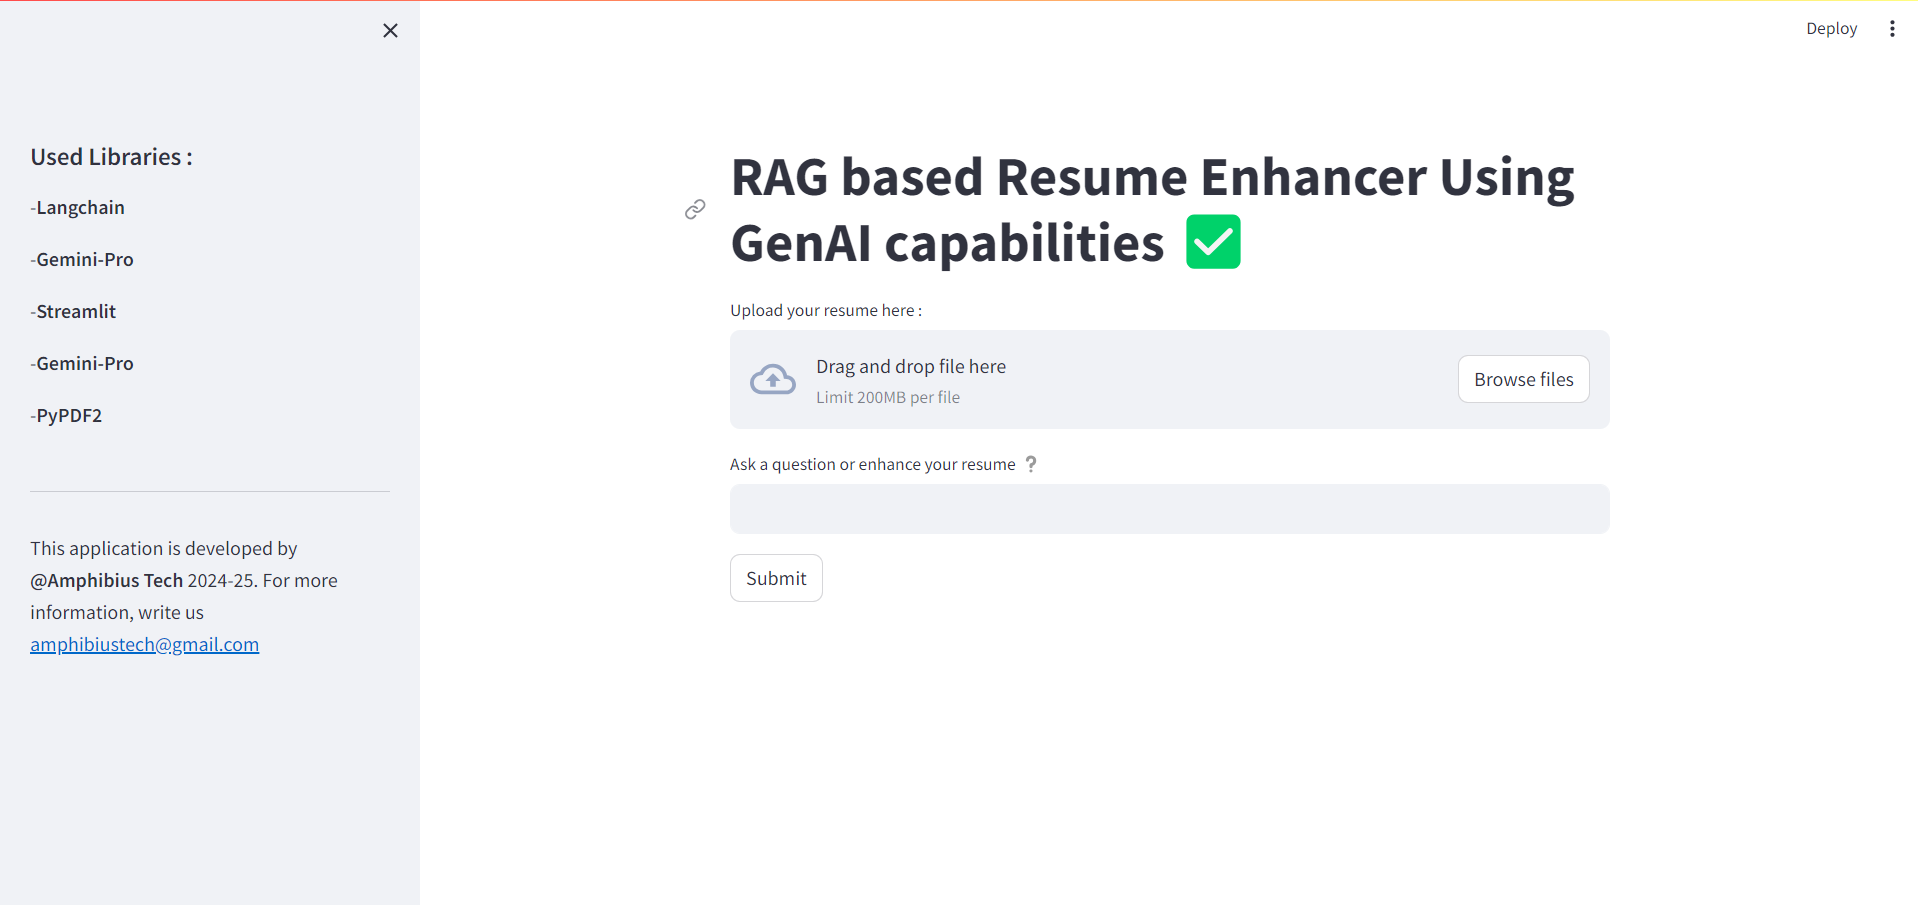 Deploy
Used Libraries :
-Langchain
-Gemini-Pro
-Streamlit
-Gemini-Pro
-PyPDF2
This application is developed by
@Amphibius Tech 2024-25. For more
information, write us
amphibiustech@gmail.com
RAG based Resume Enhancer Using
GenAI capabilities ✅
Upload your resume here :
Drag and drop file here
Limit 200MB per file
Browse files
Ask a question or enhance your resume ❔
Submit